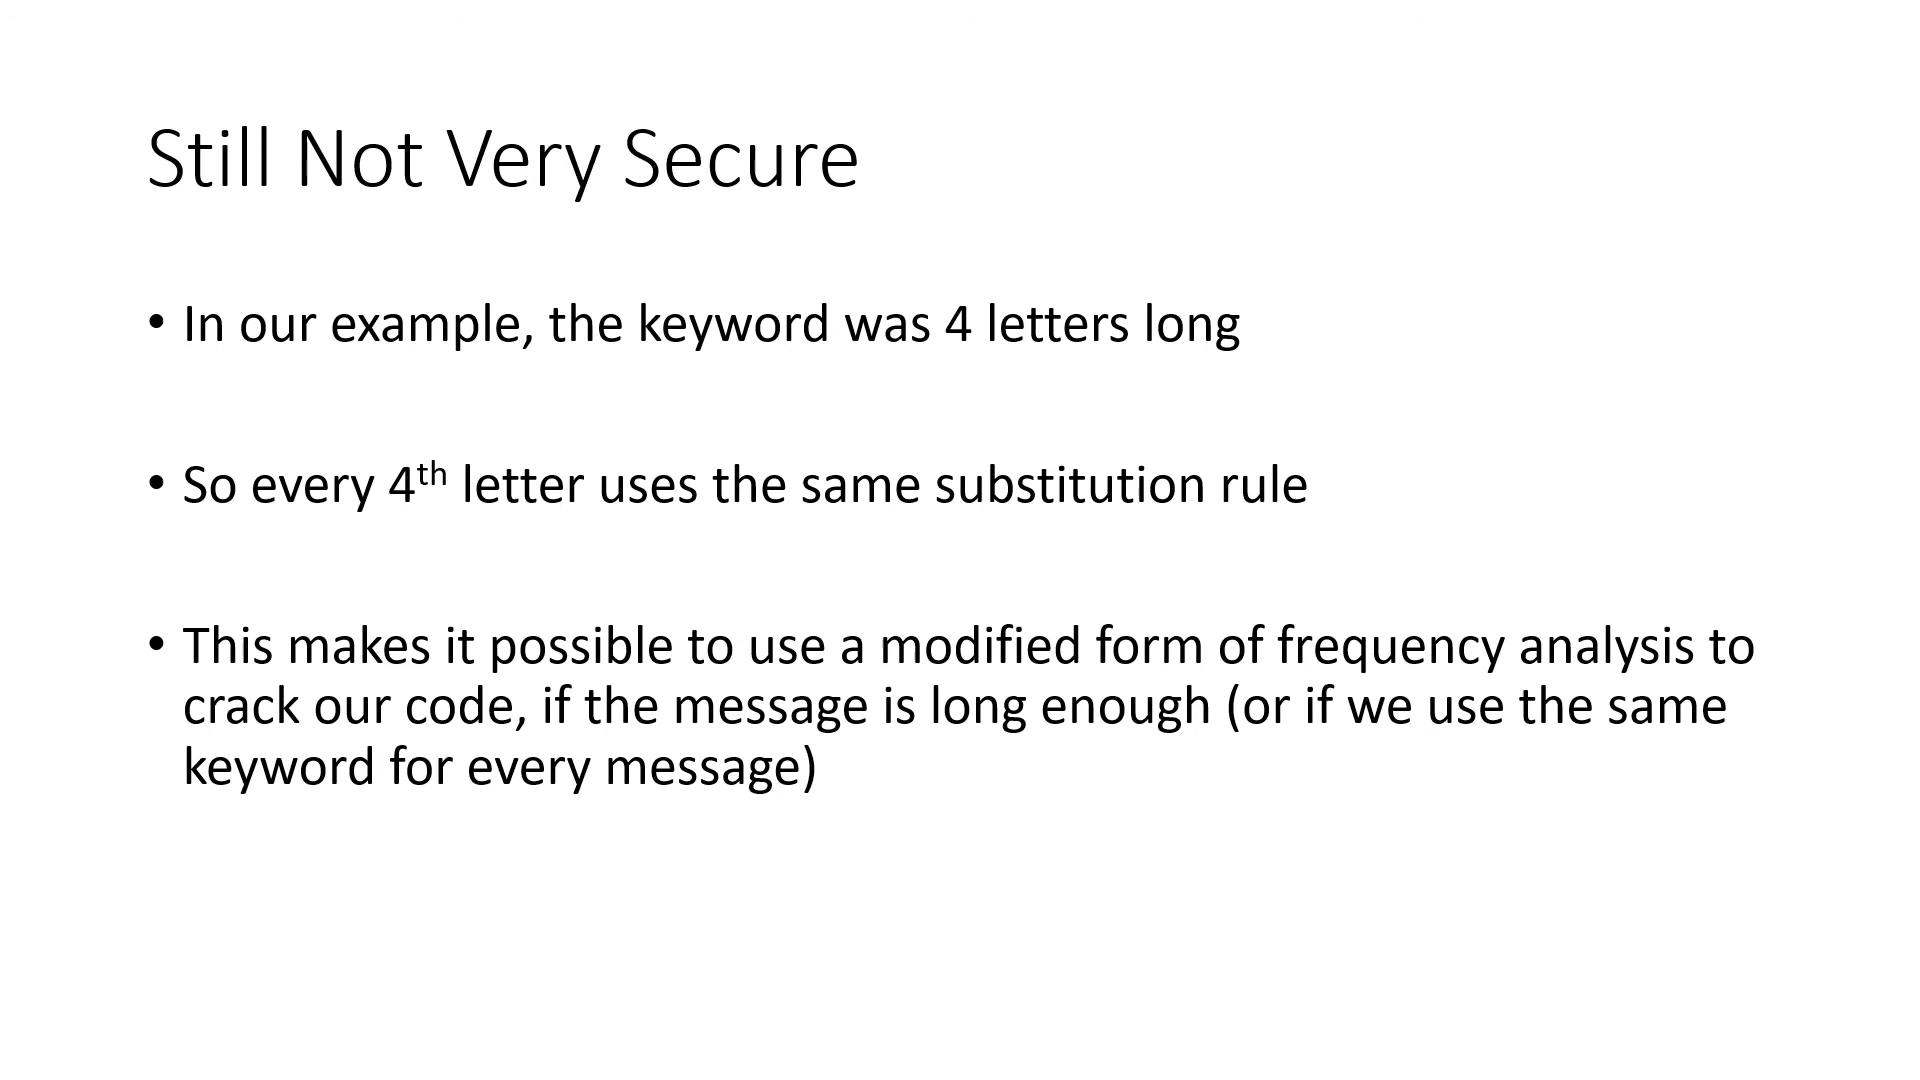 Still Not Very Secure
• In our example, the keyword was 4 letters long
• So every 4th letter uses the same substitution rule
• This makes it possible to use a modified form of frequency analysis to
crack our code, if the message is long enough (or if we use the same
keyword for every message)